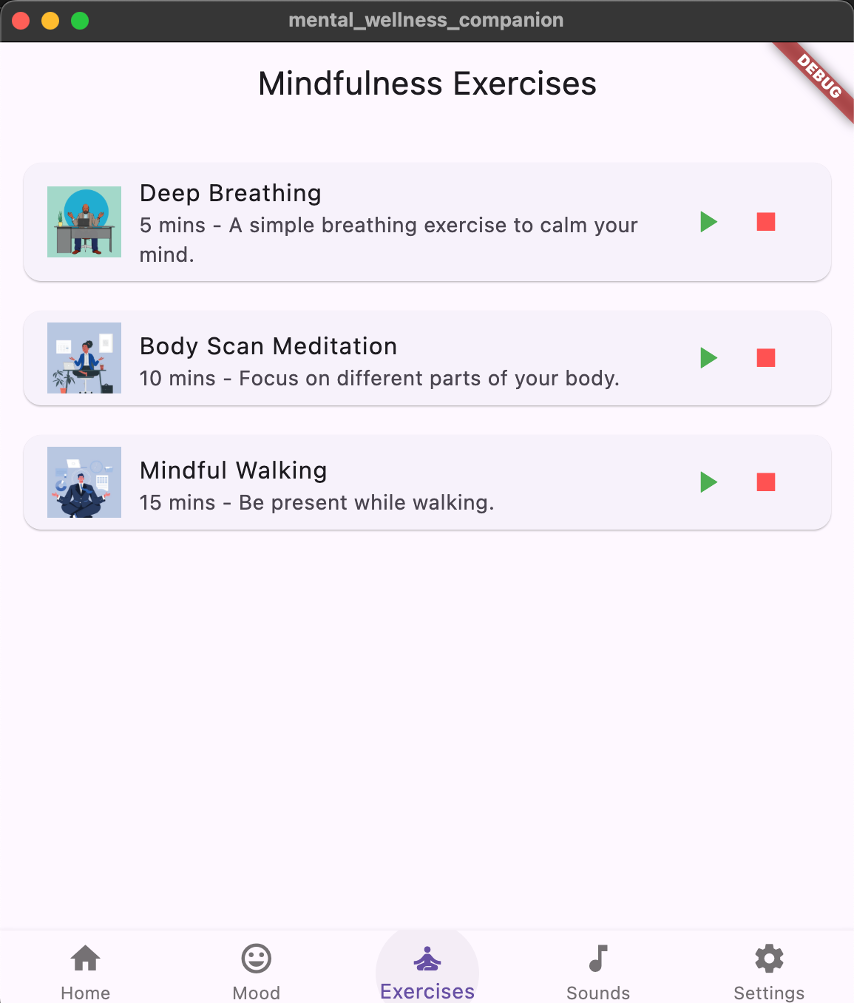 mental_wellness_companion
DEBUG
Mindfulness Exercises
Deep Breathing
5 mins - A simple breathing exercise to calm your
mind.
Body Scan Meditation
10 mins - Focus on different parts of your body.
Mindful Walking
15 mins - Be present while walking.
Home
Mood
Exercises
Sounds
Settings